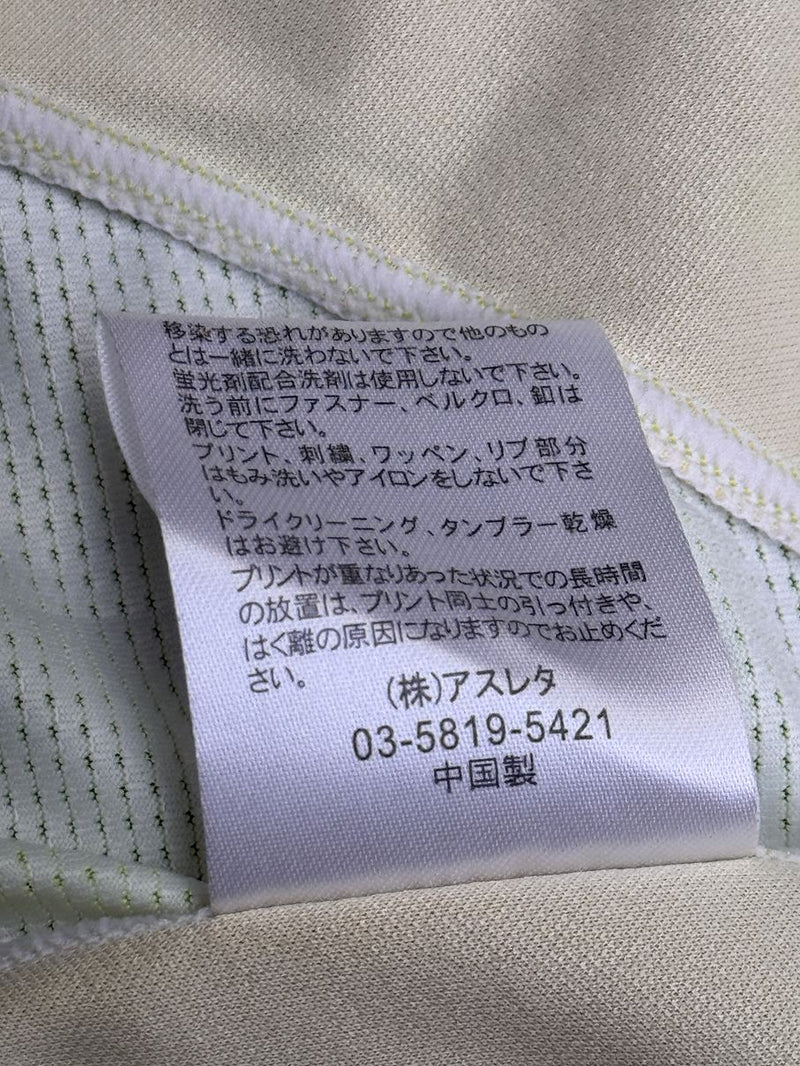 移染する恐れがありますので他のもの
とは一緒に洗わないで下さい。
蛍光剤配合洗剤は使用しないで下さい。
洗う前にファスナー、ベルクロ、釦は
閉じて下さい。
プリント、刺繍、ワッペン、リブ部分
はもみ洗いやアイロンをしないで下さ
い。
ドライクリーニング、タンブラー乾燥
はお避け下さい。
プリントが重なりあった状況での長時間
の放置は、プリント同士の引っ付きや、
はく離の原因になりますのでお止めくだ
さい。
(株)アスレタ
03-5819-5421
中国製